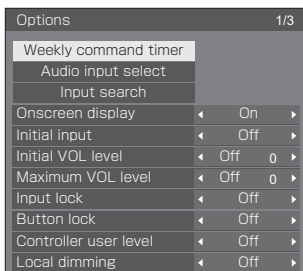 Options 1/3
Weekly command timer
Audio input select
Input search
Onscreen display On
Initial input Off
Initial VOL level Off 0
Maximum VOL level Off 0
Input lock Off
Button lock Off
Controller user level Off
Local dimming Off